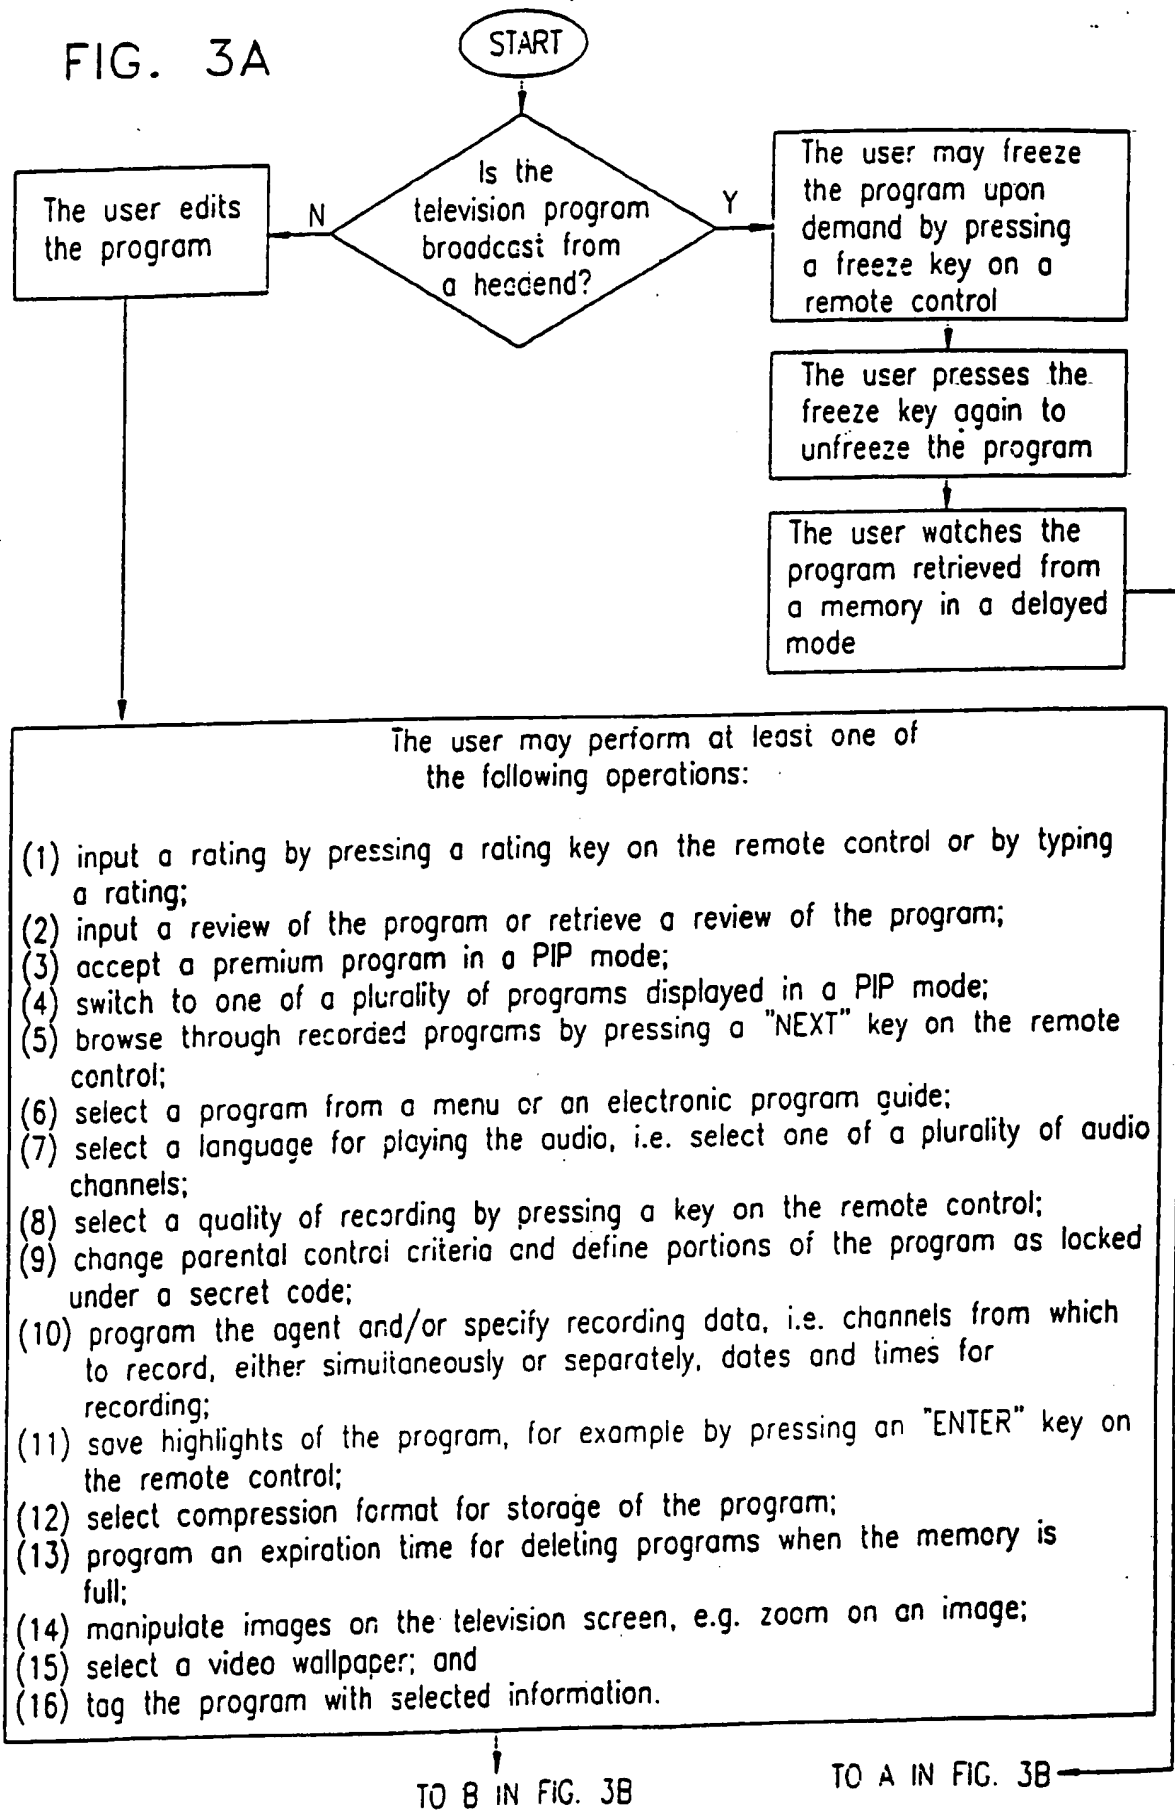 FIG. 3A
START
Is the
television program
broadcast from
a headend?
N
Y
The user edits
the program
The user may freeze
the program upon
demand by pressing
a freeze key on a
remote control
The user presses the
freeze key again to
unfreeze the program
The user watches the
program retrieved from
a memory in a delayed
mode
The user may perform at least one of
the following operations:
(1) input a rating by pressing a rating key on the remote control or by typing
a rating;
(2) input a review of the program or retrieve a review of the program;
(3) accept a premium program in a PIP mode;
(4) switch to one of a plurality of programs displayed in a PIP mode;
(5) browse through recorded programs by pressing a "NEXT" key on the remote
control;
(6) select a program from a menu or an electronic program guide;
(7) select a language for playing the audio, i.e. select one of a plurality of audio
channels;
(8) select a quality of recording by pressing a key on the remote control;
(9) change parental control criteria and define portions of the program as locked
under a secret code;
(10) program the agent and/or specify recording data, i.e. channels from which
to record, either simultaneously or separately, dates and times for
recording;
(11) save highlights of the program, for example by pressing an "ENTER" key on
the remote control;
(12) select compression format for storage of the program;
(13) program an expiration time for deleting programs when the memory is
full;
(14) manipulate images on the television screen, e.g. zoom on an image;
(15) select a video wallpaper; and
(16) tag the program with selected information.
TO B IN FIG. 3B
TO A IN FIG. 3B